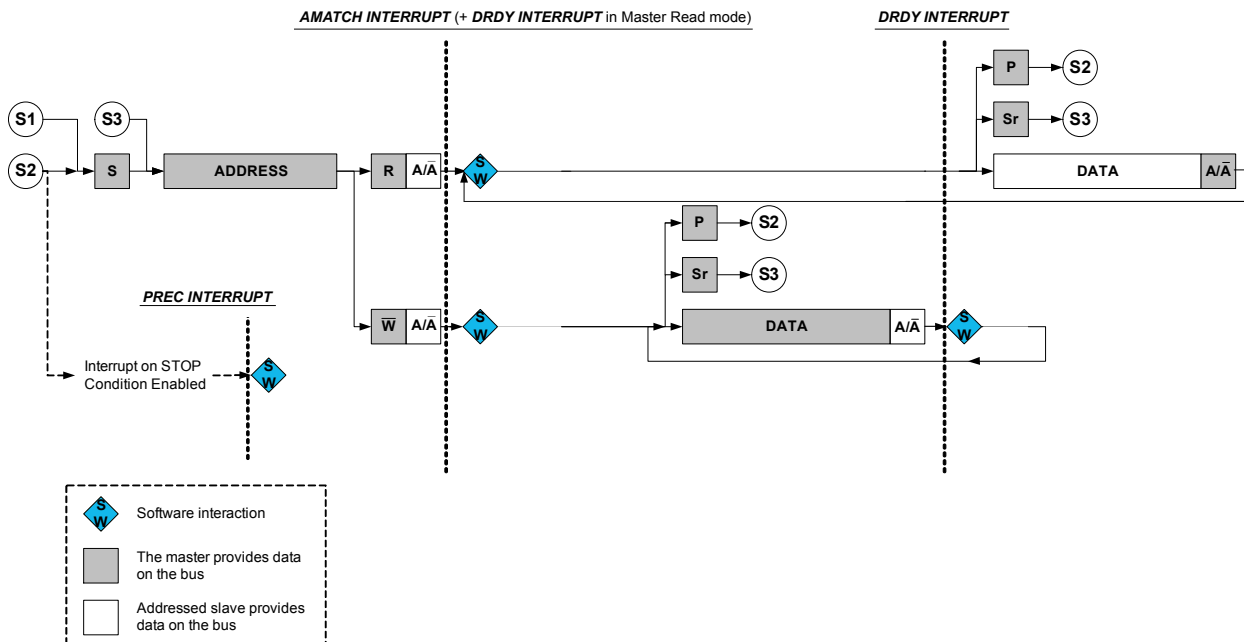 AMATCH INTERRUPT (+ DRDY INTERRUPT in Master Read mode)
DRDY INTERRUPT
P
S2
S1
S3
Sr
S3
S2
S
ADDRESS
R
A/A̅
S
W
DATA
A/A̅
P
S2
Sr
S3
PREC INTERRUPT
W̅
A/A̅
S
W
DATA
A/A̅
S
W
Interrupt on STOP
Condition Enabled
S
W
S
W
Software interaction
The master provides data
on the bus
Addressed slave provides
data on the bus